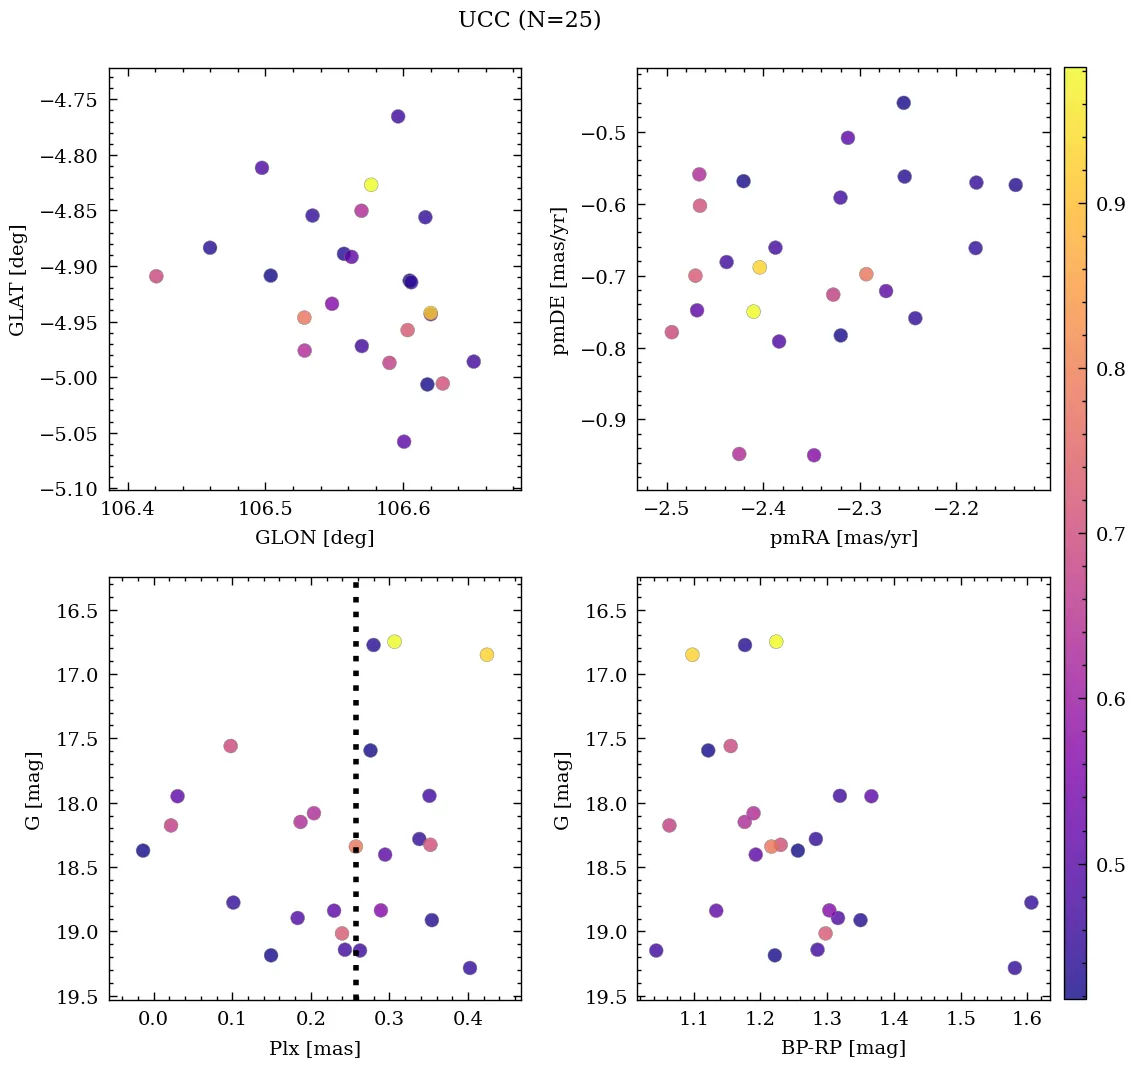 UCC (N=25)
−4.75
−4.80
−4.85
−4.90
−4.95
−5.00
−5.05
−5.10
GLAT [deg]
106.4 106.5 106.6
GLON [deg]
−0.5
−0.6
−0.7
−0.8
−0.9
pmDE [mas/yr]
−2.5 −2.4 −2.3 −2.2
pmRA [mas/yr]
16.5
17.0
17.5
18.0
18.5
19.0
19.5
G [mag]
0.0 0.1 0.2 0.3 0.4
Plx [mas]
16.5
17.0
17.5
18.0
18.5
19.0
19.5
G [mag]
1.1 1.2 1.3 1.4 1.5 1.6
BP-RP [mag]
0.9
0.8
0.7
0.6
0.5